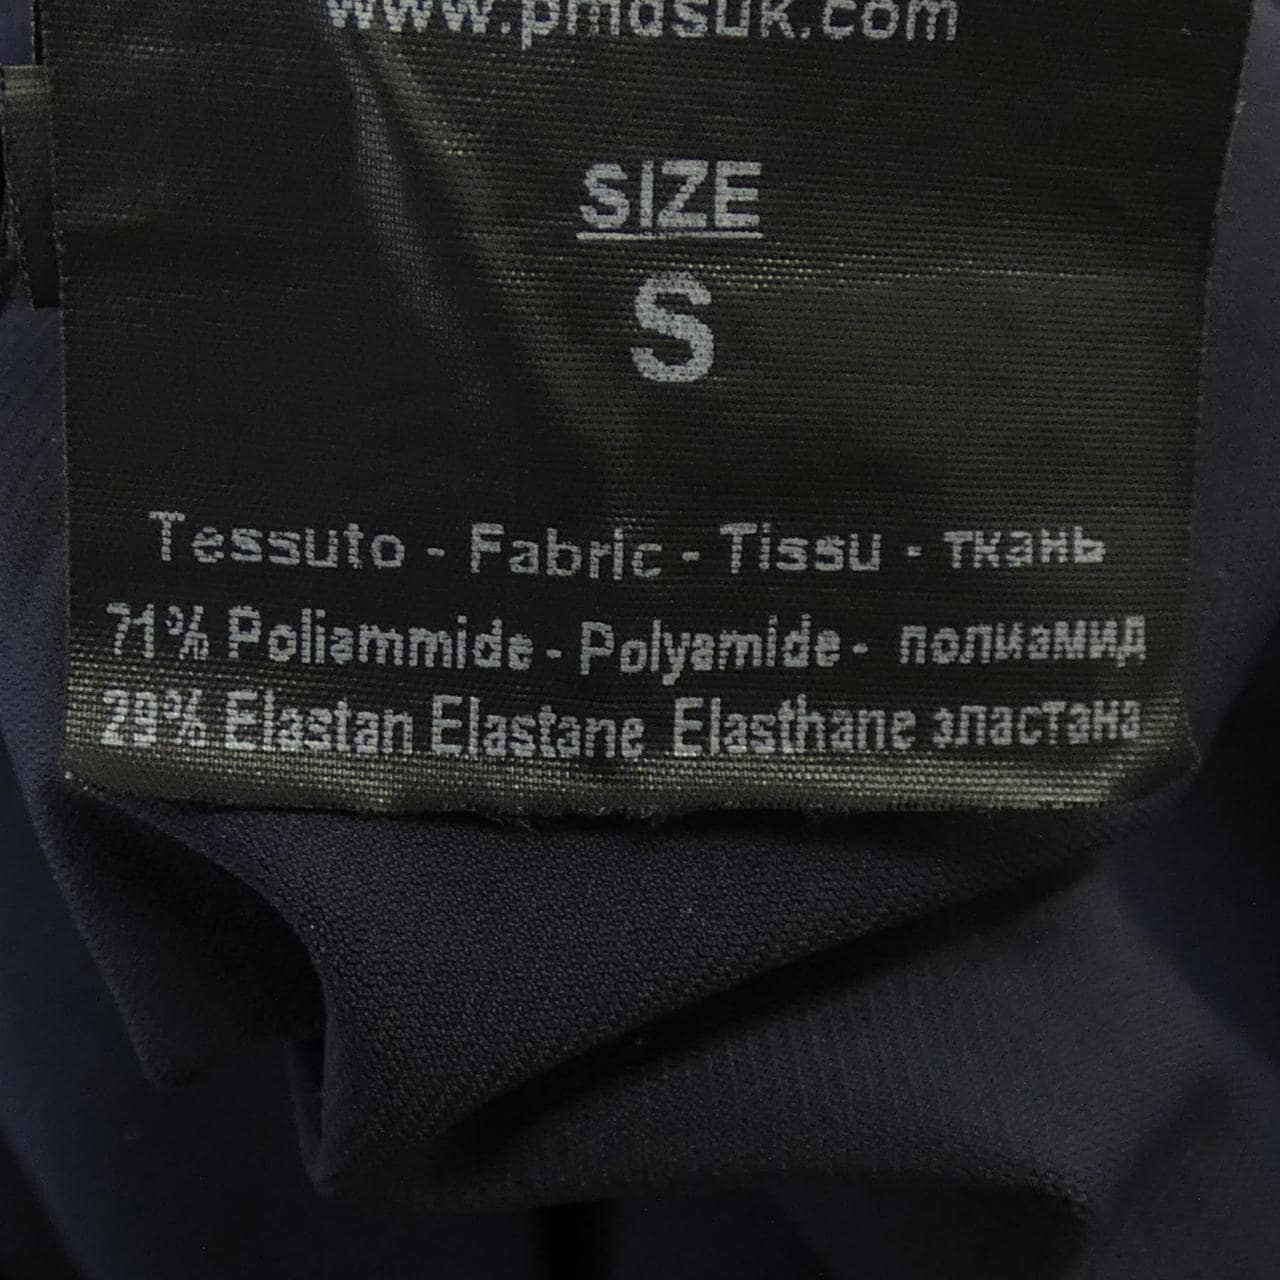 www.pmdsuk.com
SIZE
S
Tessuto - Fabric - Tissu - ткань
71% Poliammide - Polyamide - полиамид
29% Elastan Elastane Elasthane эластана